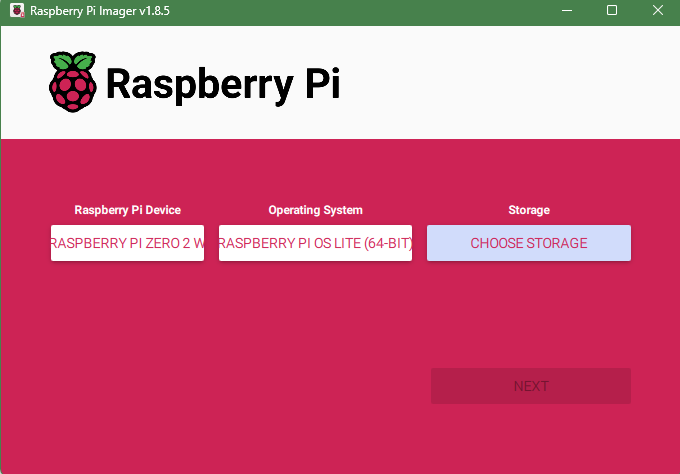 Raspberry Pi Imager v1.8.5
Raspberry Pi
Raspberry Pi Device
Operating System
Storage
RASPBERRY PI ZERO 2 W
RASPBERRY PI OS LITE (64-BIT)
CHOOSE STORAGE
NEXT